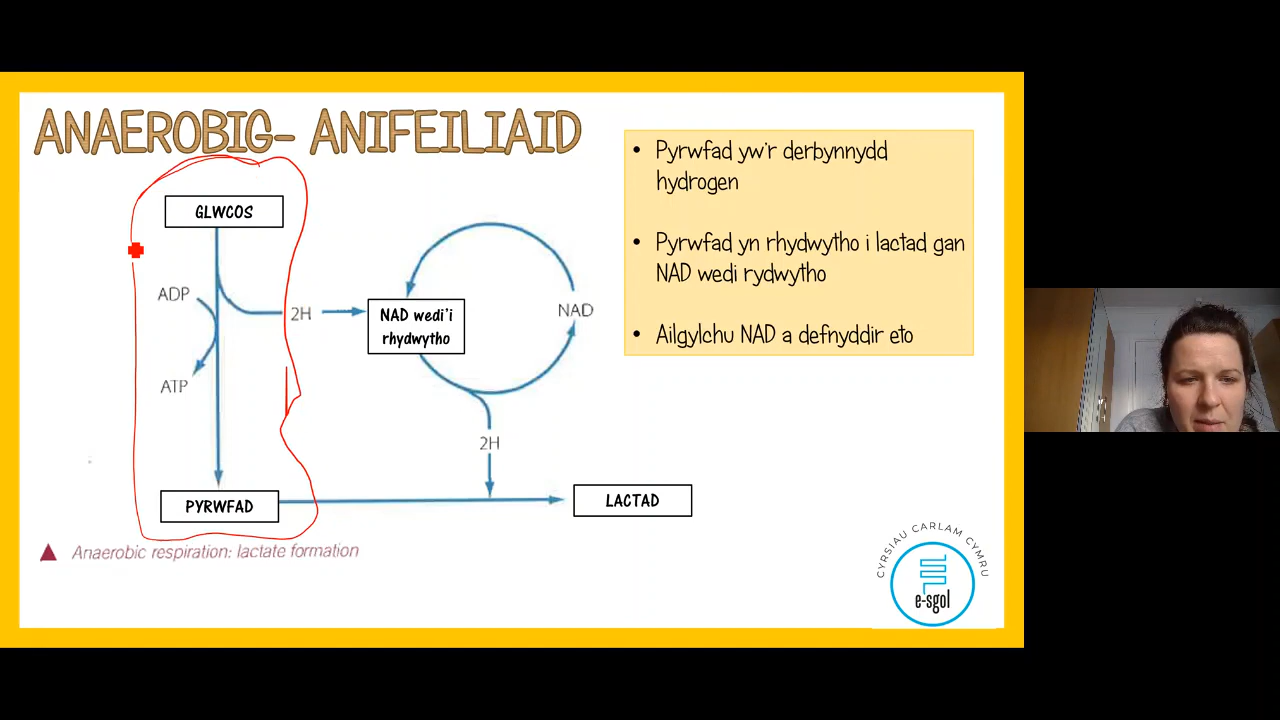 ANAEROBIG- ANIFEILIAID
GLWCOS
ADP
2H
ATP
NAD wedi'i
rhydwytho
NAD
2H
PYRWFAD
LACTAD
Anaerobic respiration: lactate formation
• Pyrwfad yw'r derbynnydd
hydrogen
• Pyrwfad yn rhydwytho i lactad gan
NAD wedi rydwytho
• Ailgylchu NAD a defnyddir eto
CYRSIAU CARLAM CYMRU
e-sgol